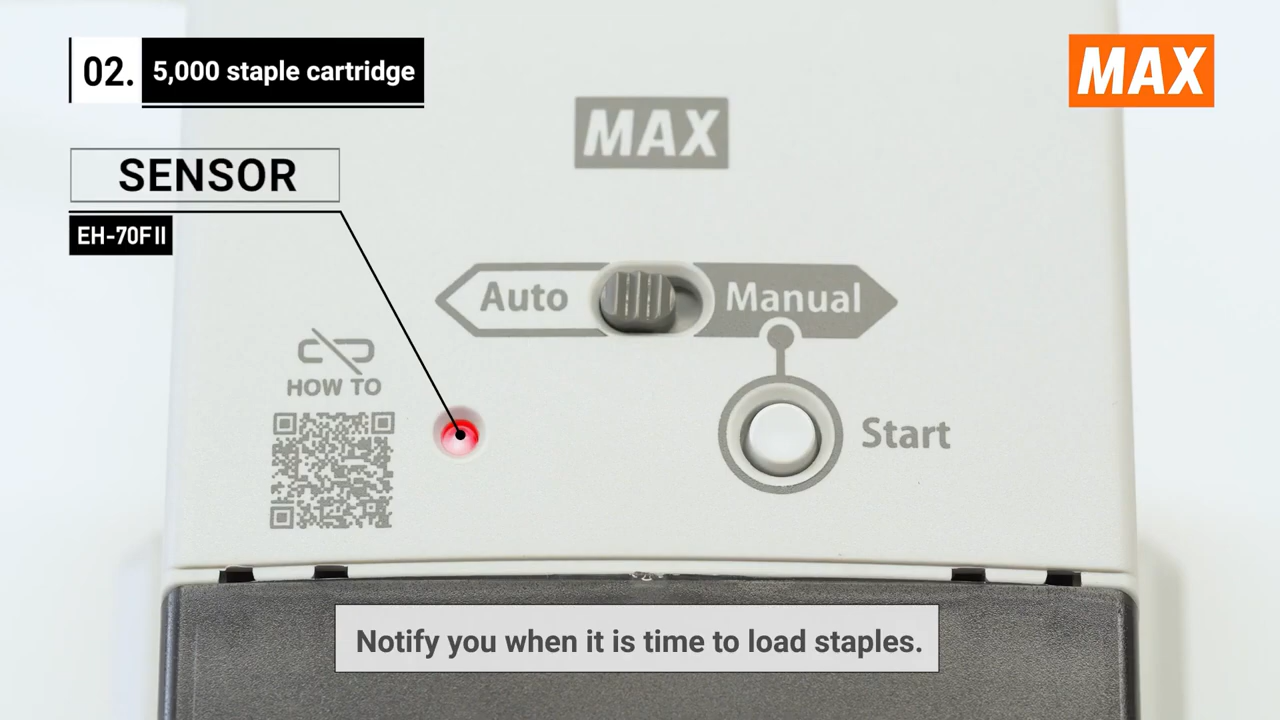 02. 5,000 staple cartridge
MAX
MAX
SENSOR
EH-70FII
Auto
Manual
HOW TO
Start
Notify you when it is time to load staples.